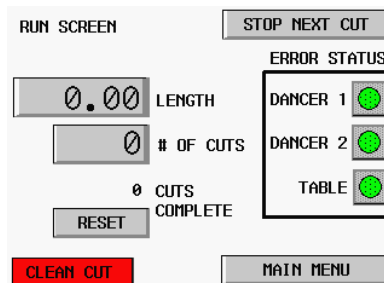 RUN SCREEN
STOP NEXT CUT
ERROR STATUS
0.00 LENGTH
DANCER 1
0 # OF CUTS
DANCER 2
0 CUTS
COMPLETE
TABLE
RESET
CLEAN CUT
MAIN MENU